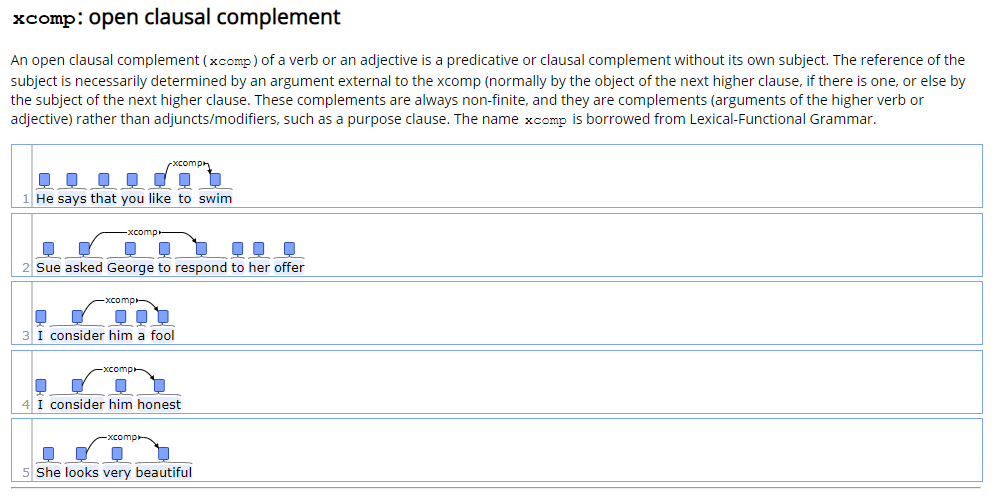 xcomp: open clausal complement
An open clausal complement (xcomp) of a verb or an adjective is a predicative or clausal complement without its own subject. The reference of the
subject is necessarily determined by an argument external to the xcomp (normally by the object of the next higher clause, if there is one, or else by
the subject of the next higher clause. These complements are always non-finite, and they are complements (arguments of the higher verb or
adjective) rather than adjuncts/modifiers, such as a purpose clause. The name xcomp is borrowed from Lexical-Functional Grammar.
xcomp
1 He says that you like to swim
xcomp
2 Sue asked George to respond to her offer
xcomp
3 I consider him a fool
xcomp
4 I consider him honest
xcomp
5 She looks very beautiful